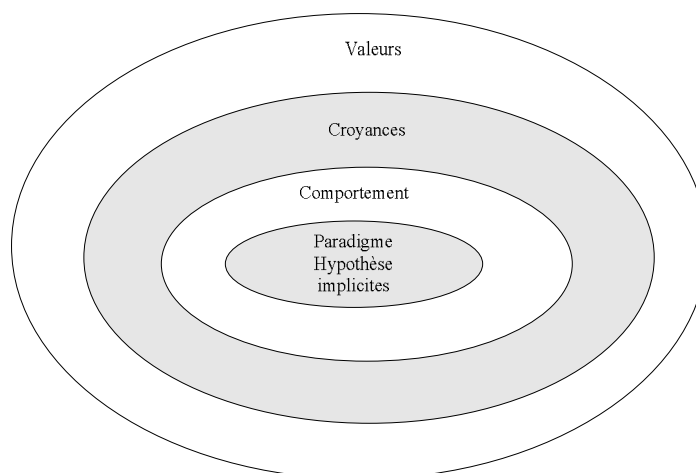 Valeurs
Croyances
Comportement
Paradigme
Hypothèse
implicites